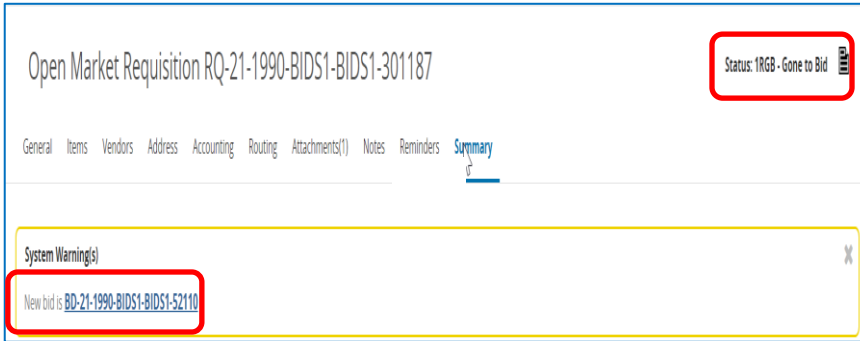 Open Market Requisition RQ-21-1990-BIDS1-BIDS1-301187
Status: 1RGB - Gone to Bid
General Items Vendors Address Accounting Routing Attachments(1) Notes Reminders Summary
System Warning(s)
X
New bid is BD-21-1990-BIDS1-BIDS1-52110